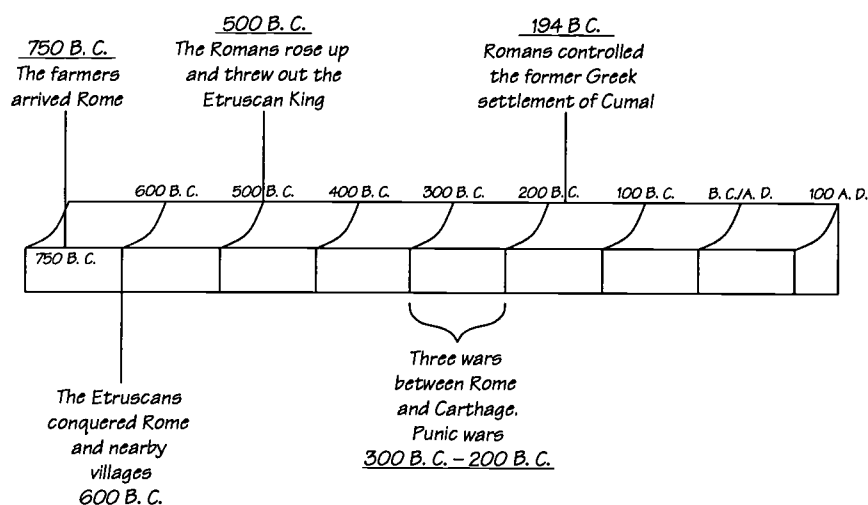 750 B. C.
The farmers
arrived Rome
500 B. C.
The Romans rose up
and threw out the
Etruscan King
194 B C.
Romans controlled
the former Greek
settlement of Cumal
600 B. C.
500 B. C.
400 B. C.
300 B. C.
200 B. C.
100 B. C.
B. C./A. D.
100 A. D.
750 B. C.
The Etruscans
conquered Rome
and nearby
villages
600 B. C.
Three wars
between Rome
and Carthage.
Punic wars
300 B. C. – 200 B. C.